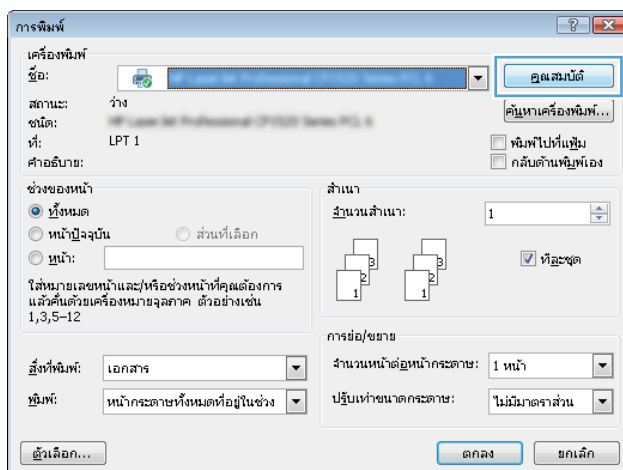 การพิมพ์
เครื่องพิมพ์
ชื่อ:
คุณสมบัติ
สถานะ: ว่าง
ค้นหาเครื่องพิมพ์...
ชนิด:
ที่: LPT 1
พิมพ์ไปที่แฟ้ม
คำอธิบาย:
กลับด้านพิมพ์เอง
ช่วงของหน้า
ทั้งหมด
หน้าปัจจุบัน ส่วนที่เลือก
หน้า:
ใส่หมายเลขหน้าและ/หรือช่วงหน้าที่คุณต้องการ
แล้วคั่นด้วยเครื่องหมายจุลภาค ตัวอย่างเช่น
1,3,5–12
สำเนา
จำนวนสำเนา: 1
3 3
2 2
1 1
ทีละชุด
สิ่งที่พิมพ์: เอกสาร
พิมพ์: หน้ากระดาษทั้งหมดที่อยู่ในช่วง
การย่อ/ขยาย
จำนวนหน้าต่อหน้ากระดาษ: 1 หน้า
ปรับเท่าขนาดกระดาษ: ไม่มีมาตราส่วน
ตัวเลือก...
ตกลง
ยกเลิก